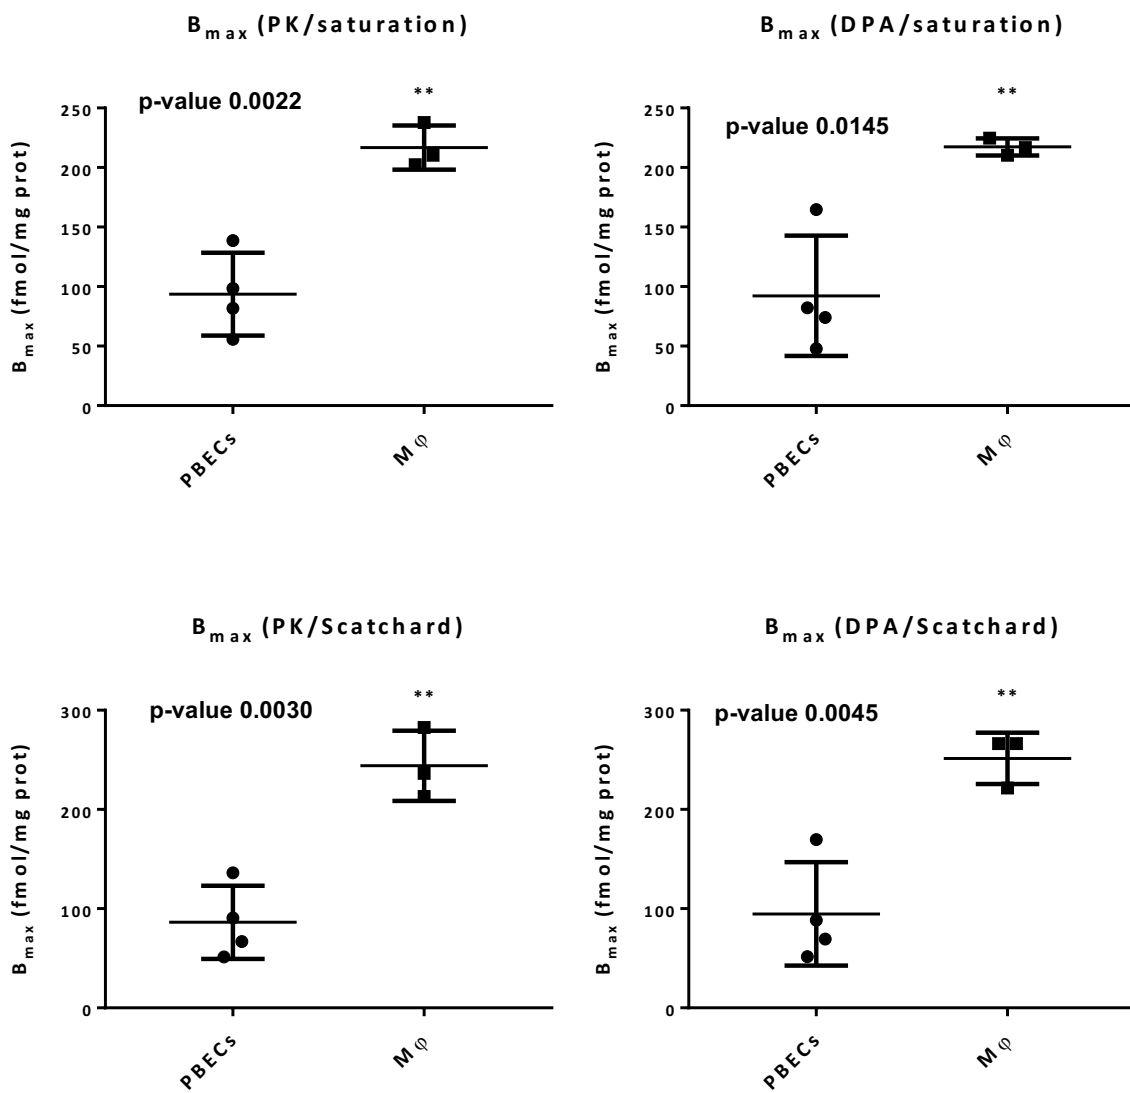 Bmax (PK/saturation)
p-value 0.0022
**
Bmax (fmol/mg prot)
250
200
150
100
50
0
PBECs
Mφ
Bmax (DPA/saturation)
p-value 0.0145
**
Bmax (fmol/mg prot)
250
200
150
100
50
0
PBECs
Mφ
Bmax (PK/Scatchard)
p-value 0.0030
**
Bmax (fmol/mg prot)
300
200
100
0
PBECs
Mφ
Bmax (DPA/Scatchard)
p-value 0.0045
**
Bmax (fmol/mg prot)
300
200
100
0
PBECs
Mφ